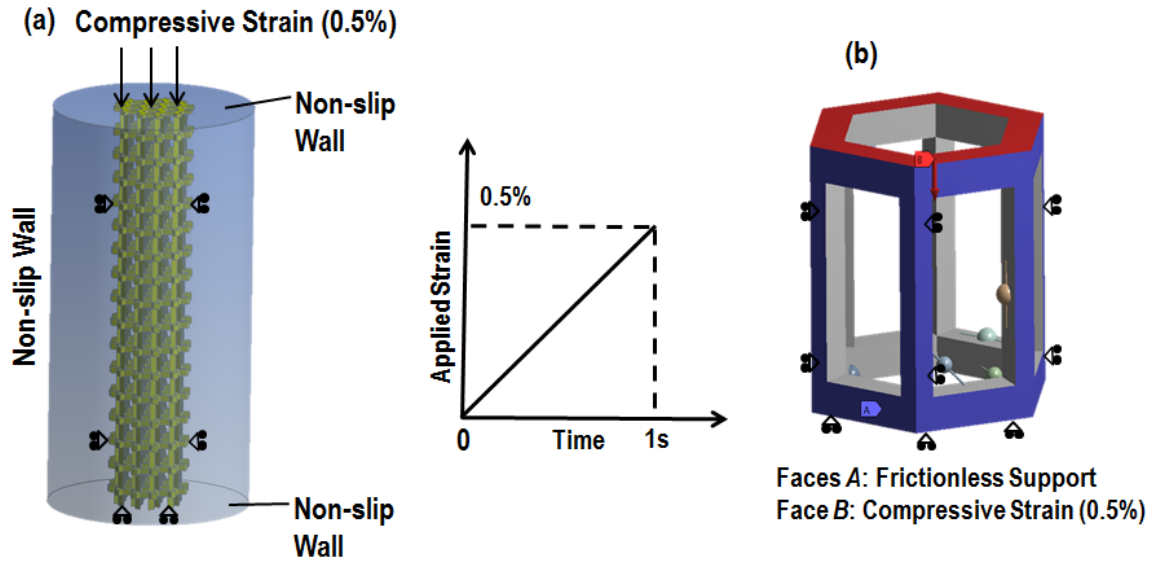 (a) Compressive Strain (0.5%)
Non-slip
Wall
Non-slip Wall
Non-slip
Wall
0.5%
Applied Strain
0
Time
1s
(b)
B
A
Faces A: Frictionless Support
Face B: Compressive Strain (0.5%)